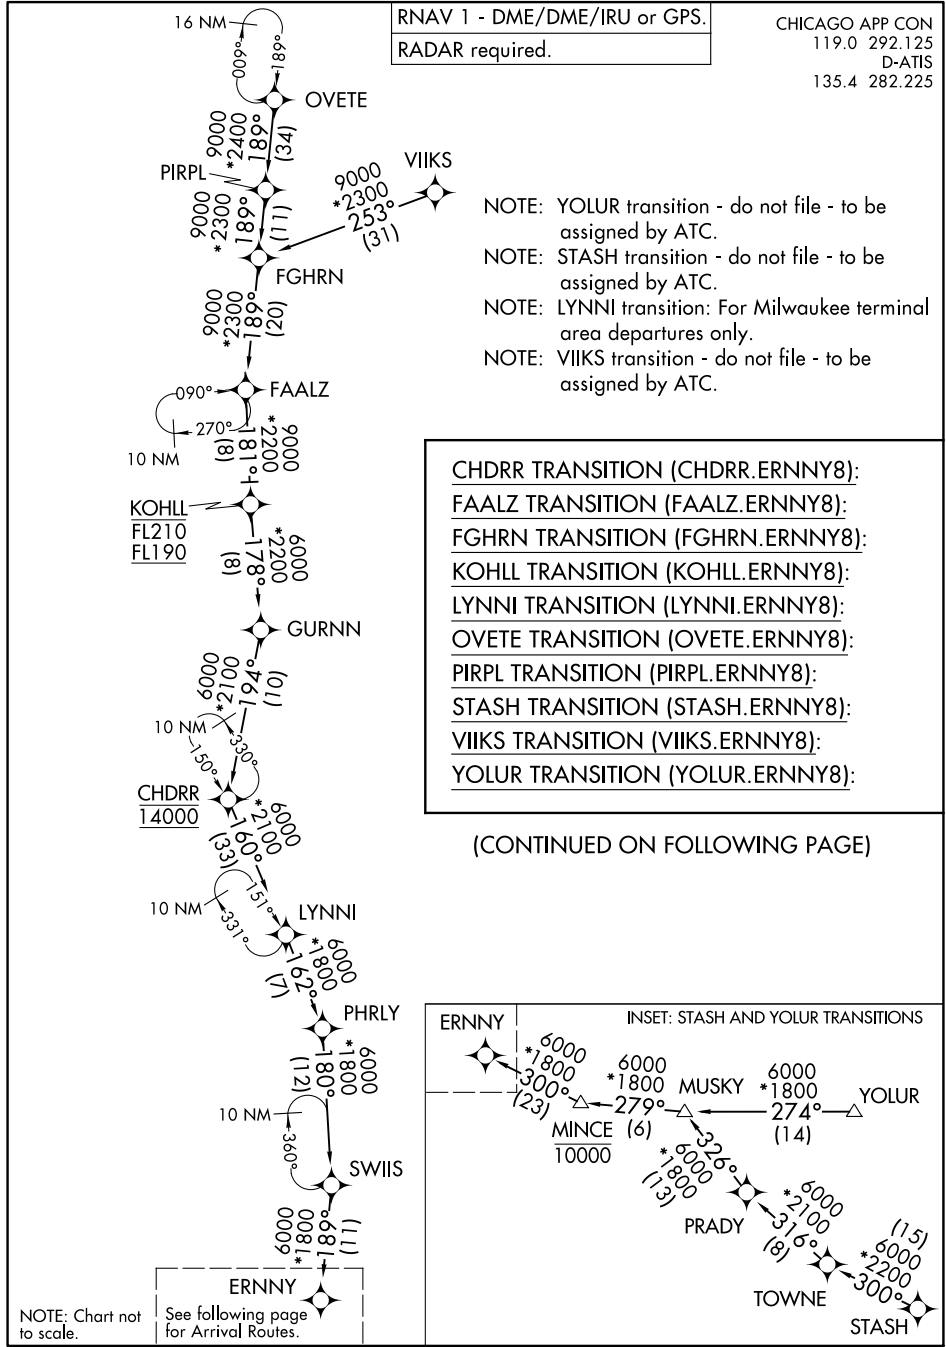 RNAV 1 - DME/DME/IRU or GPS.
RADAR required.
CHICAGO APP CON
119.0 292.125
D-ATIS
135.4 282.225
16 NM
009°
189°
OVETE
9000
*2400
189°
(34)
PIRPL
9000
*2300
189°
(11)
VIIKS
9000
*2300
253°
(31)
FGHRN
9000
*2300
189°
(20)
FAALZ
090°
270°
10 NM
9000
*2200
181°
(8)
KOHLL
FL210
FL190
6000
*2200
178°
(8)
GURNN
6000
*2100
194°
(10)
10 NM
330°
150°
CHDRR
14000
6000
*2100
160°
(33)
10 NM
151°
331°
LYNNI
6000
*1800
162°
(7)
PHRLY
6000
*1800
180°
(12)
10 NM
360°
SWIIS
6000
*1800
189°
(11)
ERNNY
See following page
for Arrival Routes.
NOTE: Chart not
to scale.
NOTE: YOLUR transition - do not file - to be
assigned by ATC.
NOTE: STASH transition - do not file - to be
assigned by ATC.
NOTE: LYNNI transition: For Milwaukee terminal
area departures only.
NOTE: VIIKS transition - do not file - to be
assigned by ATC.
CHDRR TRANSITION (CHDRR.ERNNY8):
FAALZ TRANSITION (FAALZ.ERNNY8):
FGHRN TRANSITION (FGHRN.ERNNY8):
KOHLL TRANSITION (KOHLL.ERNNY8):
LYNNI TRANSITION (LYNNI.ERNNY8):
OVETE TRANSITION (OVETE.ERNNY8):
PIRPL TRANSITION (PIRPL.ERNNY8):
STASH TRANSITION (STASH.ERNNY8):
VIIKS TRANSITION (VIIKS.ERNNY8):
YOLUR TRANSITION (YOLUR.ERNNY8):
(CONTINUED ON FOLLOWING PAGE)
INSET: STASH AND YOLUR TRANSITIONS
ERNNY
6000
*1800
300°
(23)
MINCE
10000
6000
*1800
279°
(6)
MUSKY
6000
*1800
274°
(14)
YOLUR
326°
6000
*1800
(13)
PRADY
6000
*2100
316°
(8)
TOWNE
(15)
6000
*2200
300°
STASH